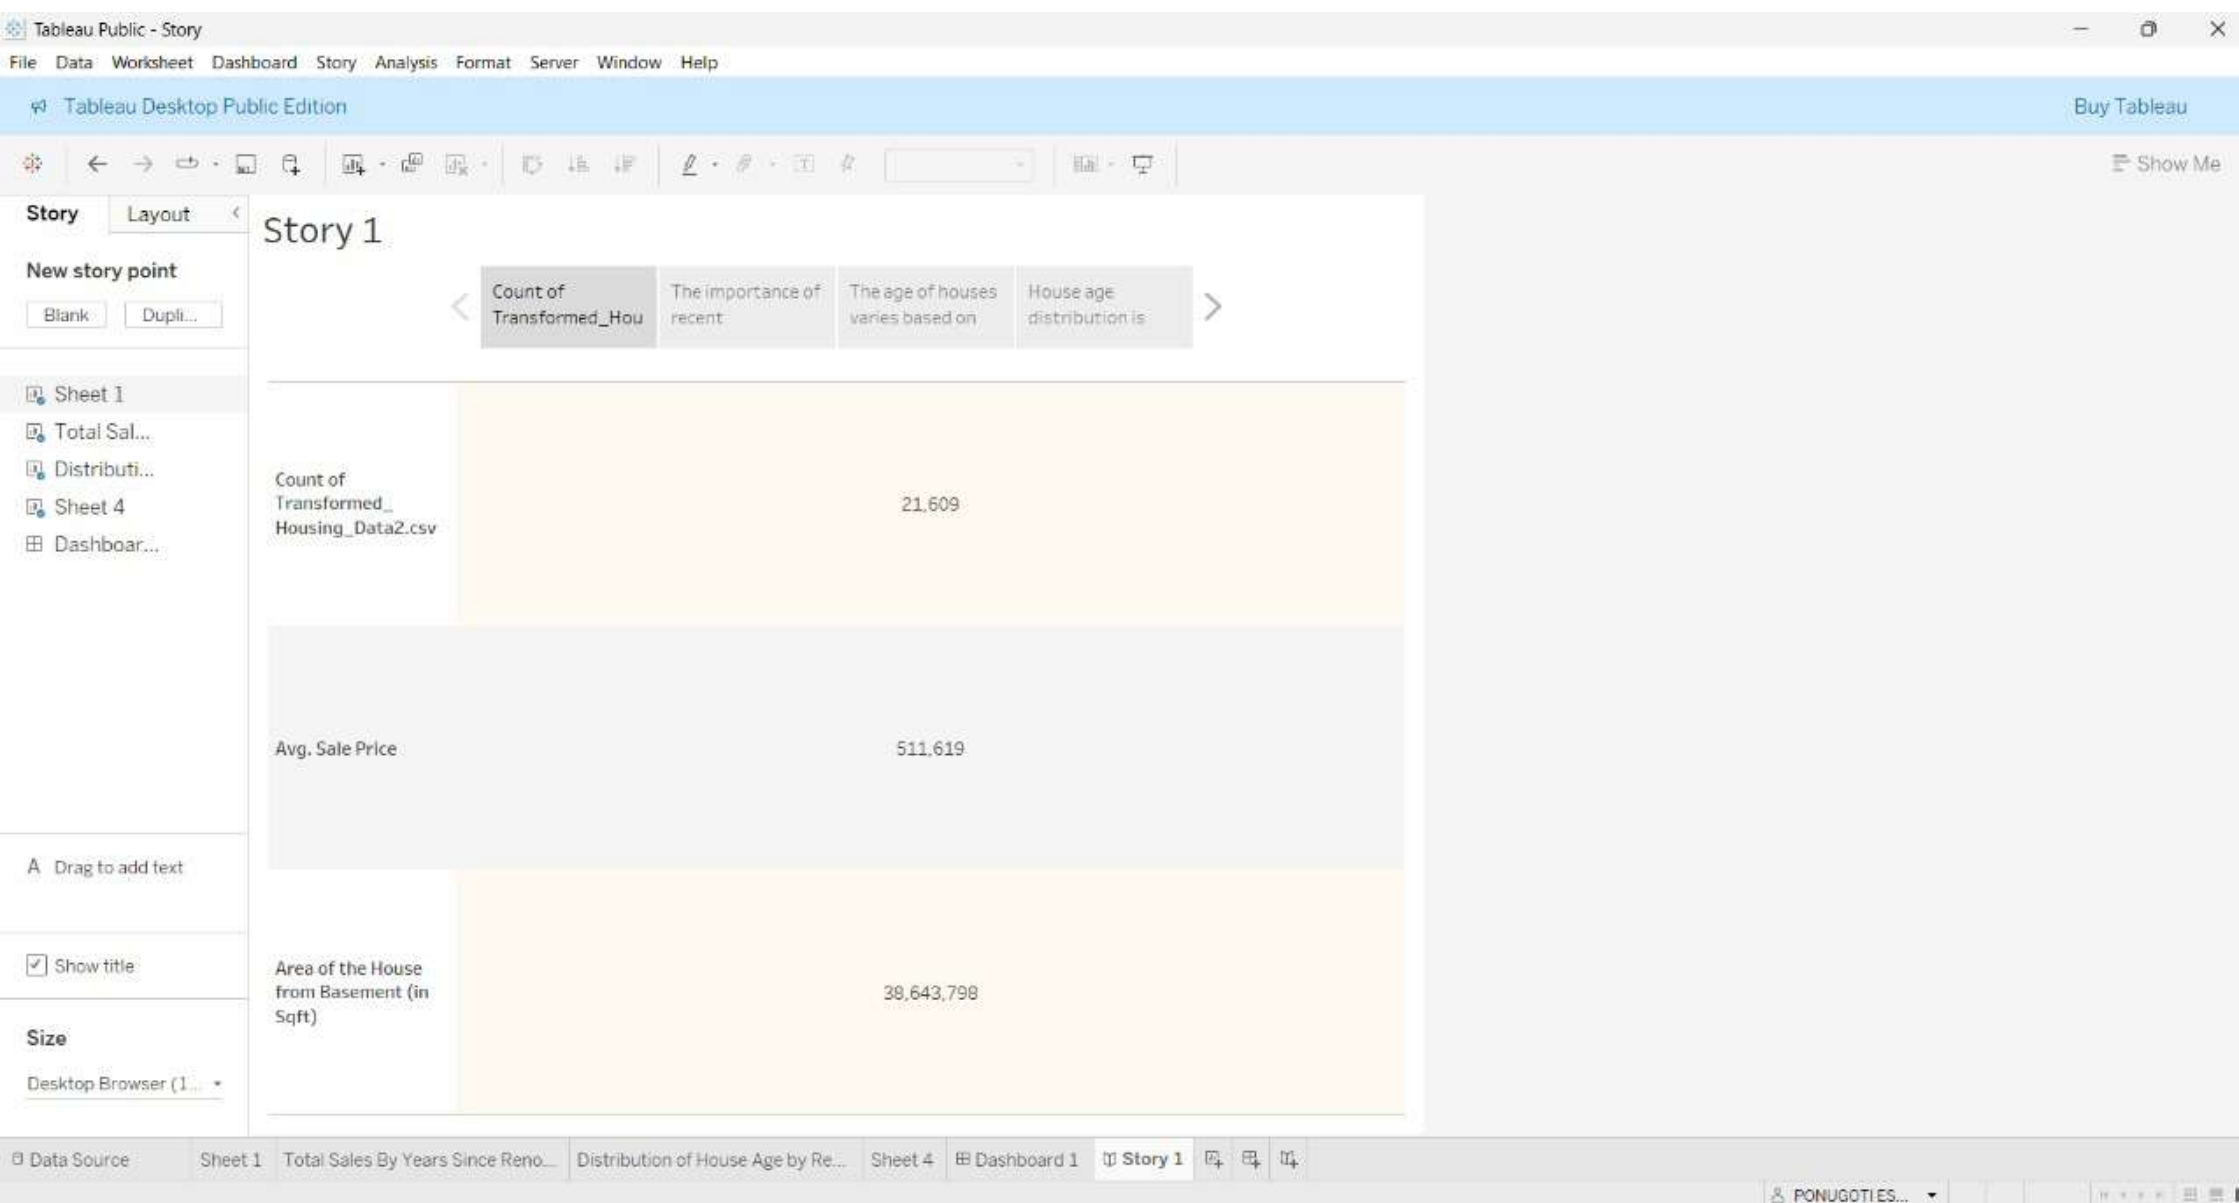 Tableau Public - Story
File Data Worksheet Dashboard Story Analysis Format Server Window Help
Tableau Desktop Public Edition
Buy Tableau
Show Me
Story Layout
New story point
Blank Dupli...
Sheet 1
Total Sal...
Distributi...
Sheet 4
Dashboar...
A Drag to add text
Show title
Size
Desktop Browser (1...
Story 1
Count of
Transformed_Hou
The importance of
recent
The age of houses
varies based on
House age
distribution is
Count of
Transformed_
Housing_Data2.csv
21,609
Avg. Sale Price
511,619
Area of the House
from Basement (in
Sqft)
38,643,798
Data Source Sheet 1 Total Sales By Years Since Reno... Distribution of House Age by Re... Sheet 4 Dashboard 1 Story 1
PONUGOTI ES...